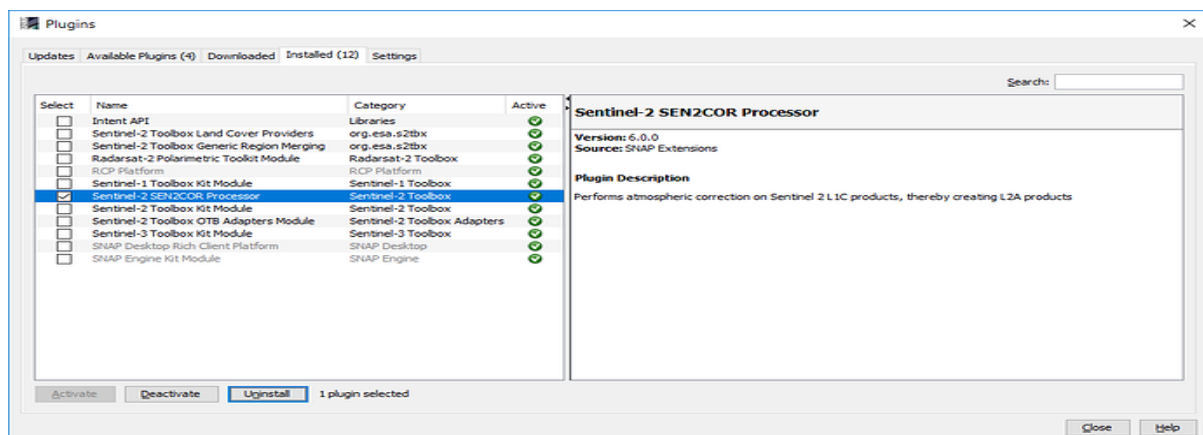 Plugins
Updates Available Plugins (4) Downloaded Installed (12) Settings
Search:
Select Name Category Active
Intent API Libraries
Sentinel-2 Toolbox Land Cover Providers org.esa.s2tbx
Sentinel-2 Toolbox Generic Region Merging org.esa.s2tbx
Radarsat-2 Polarimetric Toolkit Module Radarsat-2 Toolbox
RCP Platform RCP Platform
Sentinel-1 Toolbox Kit Module Sentinel-1 Toolbox
Sentinel-2 SEN2COR Processor Sentinel-2 Toolbox
Sentinel-2 Toolbox Kit Module Sentinel-2 Toolbox
Sentinel-2 Toolbox OTB Adapters Module Sentinel-2 Toolbox Adapters
Sentinel-3 Toolbox Kit Module Sentinel-3 Toolbox
SNAP Desktop Rich Client Platform SNAP Desktop
SNAP Engine Kit Module SNAP Engine
Sentinel-2 SEN2COR Processor
Version: 6.0.0
Source: SNAP Extensions
Plugin Description
Performs atmospheric correction on Sentinel 2 L1C products, thereby creating L2A products
Activate Deactivate Uninstall 1 plugin selected
Close Help